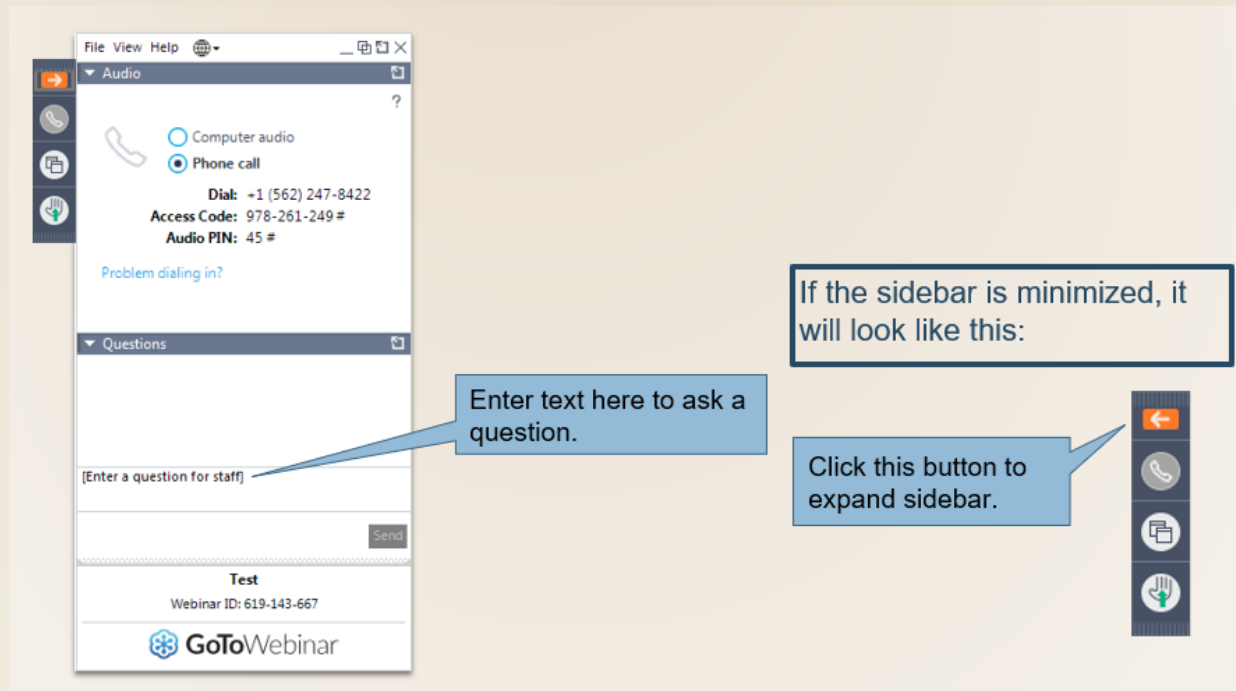 File View Help
Audio
?
Computer audio
Phone call
Dial: +1 (562) 247-8422
Access Code: 978-261-249 #
Audio PIN: 45 #
Problem dialing in?
Questions
[Enter a question for staff]
Send
Test
Webinar ID: 619-143-667
GoToWebinar
Enter text here to ask a
question.
If the sidebar is minimized, it
will look like this:
Click this button to
expand sidebar.